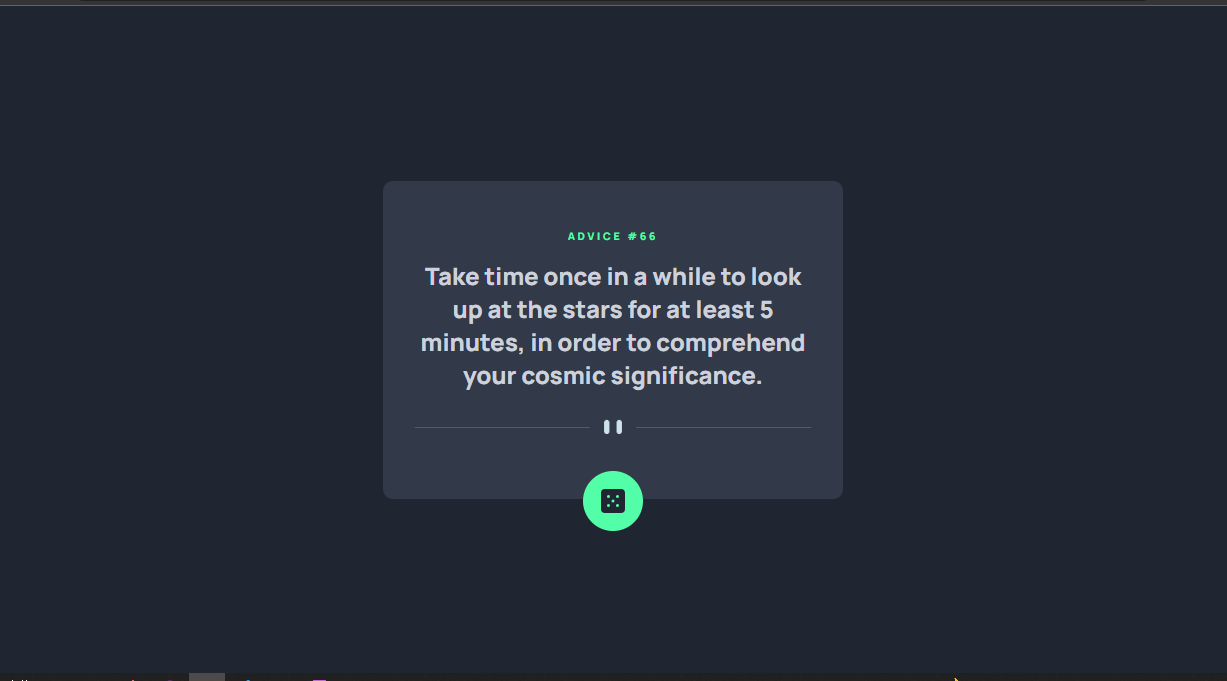 ADVICE #66
Take time once in a while to look
up at the stars for at least 5
minutes, in order to comprehend
your cosmic significance.